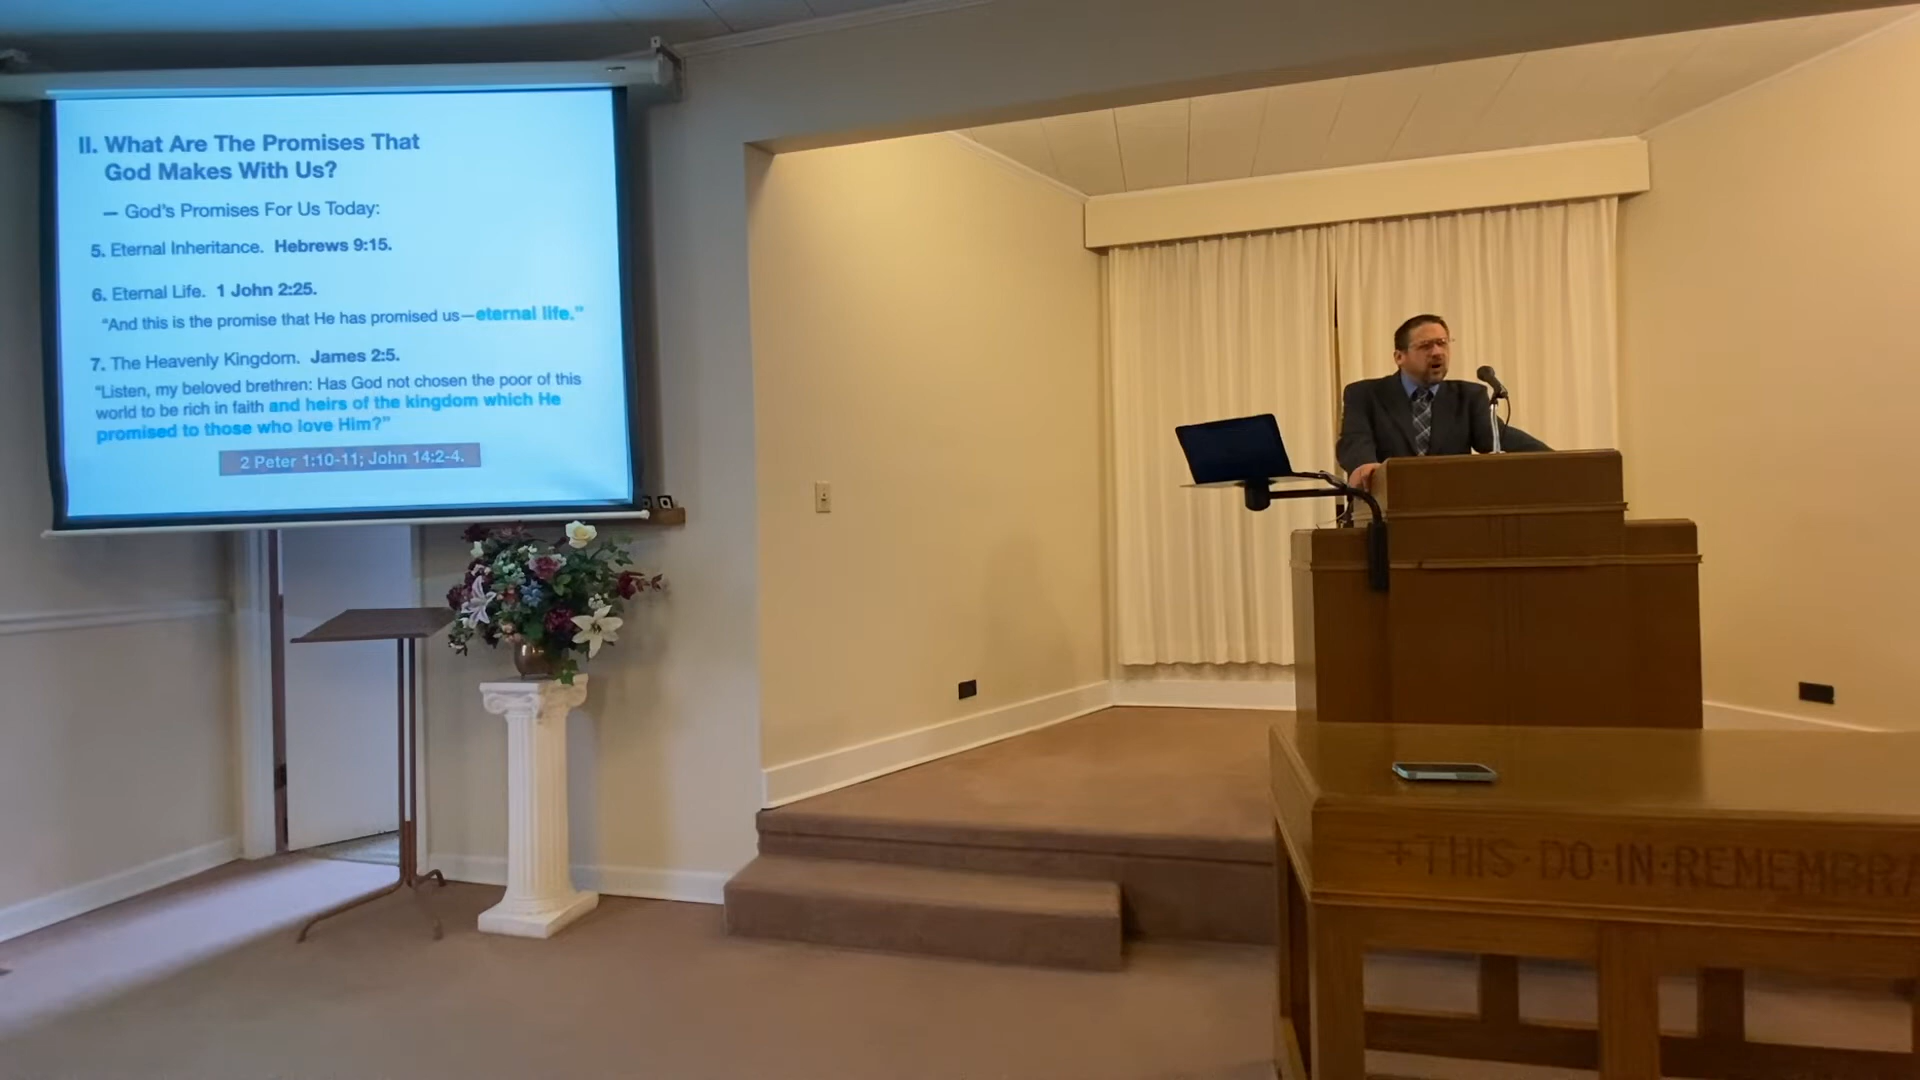 II. What Are The Promises That
God Makes With Us?
— God's Promises For Us Today:
5. Eternal Inheritance. Hebrews 9:15.
6. Eternal Life. 1 John 2:25.
“And this is the promise that He has promised us—eternal life.”
7. The Heavenly Kingdom. James 2:5.
“Listen, my beloved brethren: Has God not chosen the poor of this
world to be rich in faith and heirs of the kingdom which He
promised to those who love Him?”
2 Peter 1:10-11; John 14:2-4.
+THIS·DO·IN·REMEMBRA